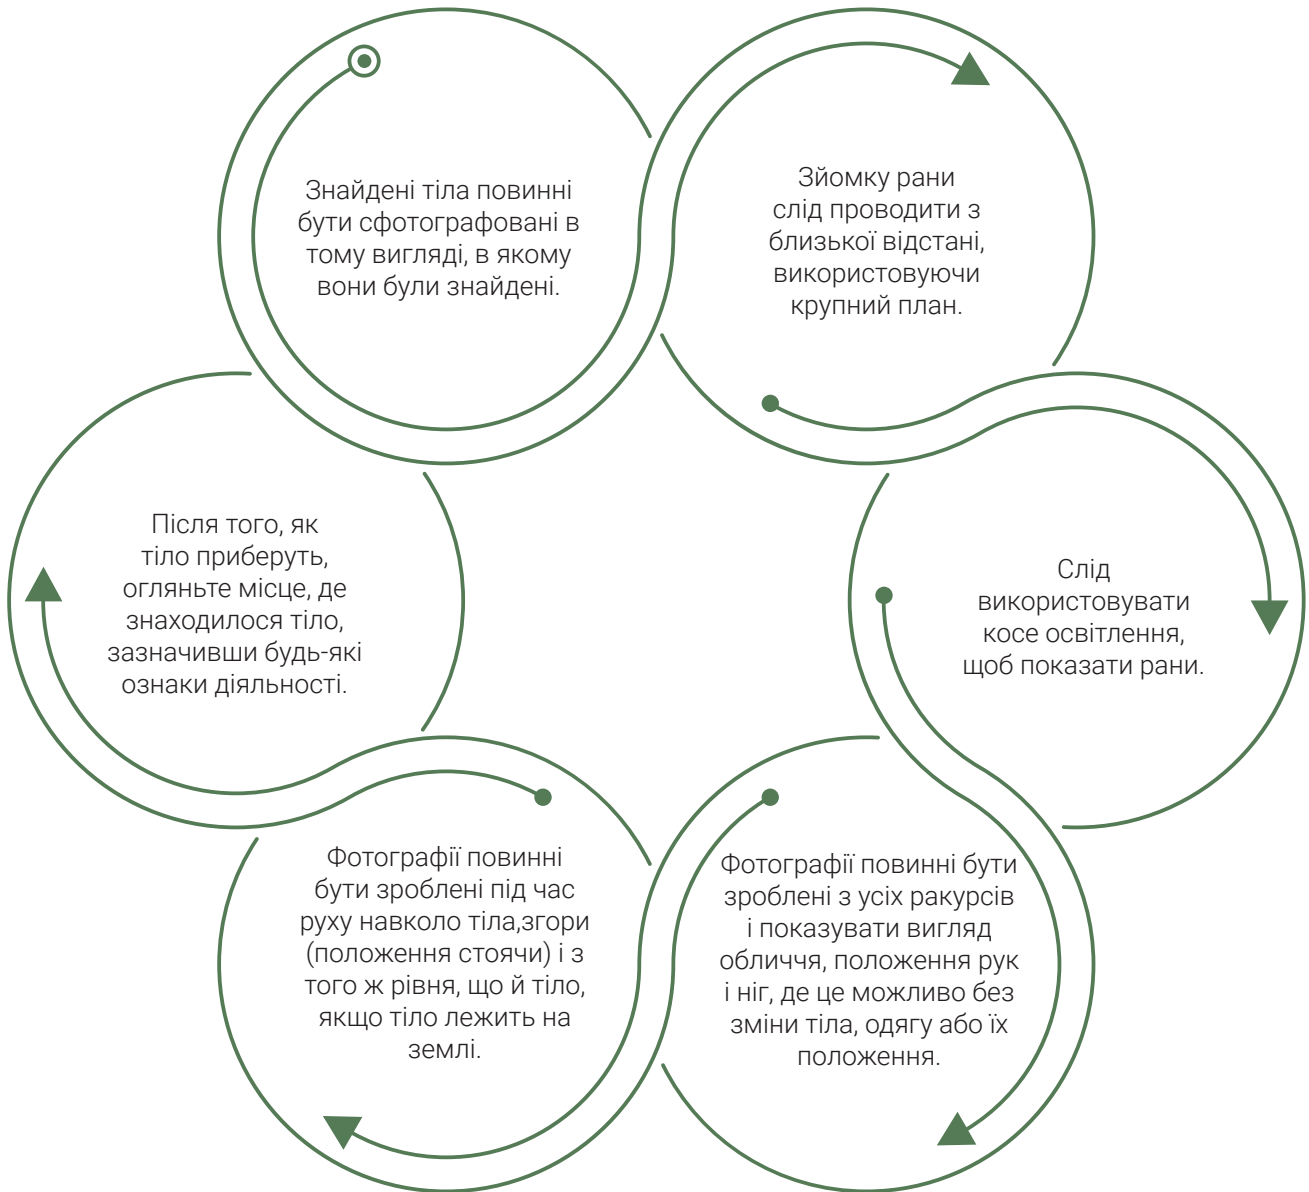 Знайдені тіла повинні
бути сфотографовані в
тому вигляді, в якому
вони були знайдені.
Зйомку рани
слід проводити з
близької відстані,
використовуючи
крупний план.
Слід
використовувати
косе освітлення,
щоб показати рани.
Фотографії повинні бути
зроблені з усіх ракурсів
і показувати вигляд
обличчя, положення рук
і ніг, де це можливо без
зміни тіла, одягу або їх
положення.
Фотографії повинні
бути зроблені під час
руху навколо тіла,згори
(положення стоячи) і з
того ж рівня, що й тіло,
якщо тіло лежить на
землі.
Після того, як
тіло приберуть,
огляньте місце, де
знаходилося тіло,
зазначивши будь-які
ознаки діяльності.